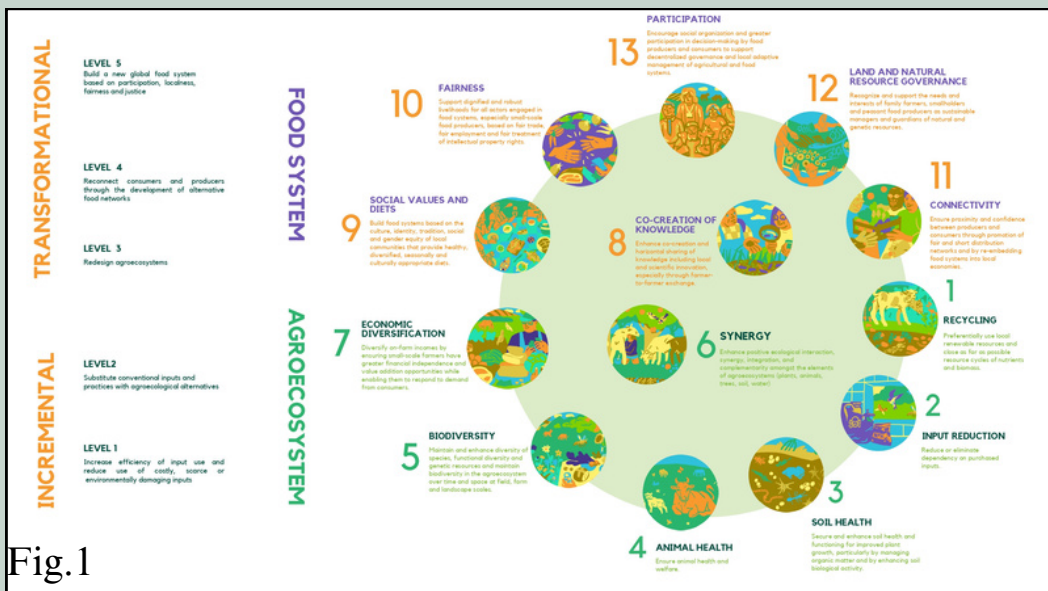 TRANSFORMATIONAL
LEVEL 5
Build a new global food system
based on participation, localness,
fairness and justice
LEVEL 4
Reconnect consumers and producers
through the development of alternative
food networks
LEVEL 3
Redesign agroecosystems
INCREMENTAL
LEVEL2
Substitute conventional inputs and
practices with agroecological alternatives
LEVEL 1
Increase efficiency of input use and
reduce use of costly, scarce or
environmentally damaging inputs
FOOD SYSTEM
AGROECOSYSTEM
13
PARTICIPATION
Encourage social organization and greater
participation in decision-making by food
producers and consumers to support
decentralized governance and local adaptive
management of agricultural and food
systems.
12
LAND AND NATURAL
RESOURCE GOVERNANCE
Recognize and support the needs and
interests of family farmers, smallholders
and peasant food producers as sustainable
managers and guardians of natural and
genetic resources.
10
FAIRNESS
Support dignified and robust
livelihoods for all actors engaged in
food systems, especially small-scale
food producers, based on fair trade,
fair employment and fair treatment
of intellectual property rights.
11
CONNECTIVITY
Ensure proximity and confidence
between producers and
consumers through promotion of
fair and short distribution
networks and by re-embedding
food systems into local
economies.
9
SOCIAL VALUES AND
DIETS
Build food systems based on the
culture, identity, tradition, social
and gender equity of local
communities that provide healthy,
diversified, seasonally and
culturally appropriate diets.
8
CO-CREATION OF
KNOWLEDGE
Enhance co-creation and
horizontal sharing of
knowledge including local
and scientific innovation,
especially through farmer-
to-farmer exchange.
1
RECYCLING
Preferentially use local
renewable resources and
close as far as possible
resource cycles of nutrients
and biomass.
7
ECONOMIC
DIVERSIFICATION
Diversify on-farm incomes by
ensuring small-scale farmers have
greater financial independence and
value addition opportunities while
enabling them to respond to demand
from consumers.
6
SYNERGY
Enhance positive ecological interaction,
synergy, integration, and
complementarity amongst the elements
of agroecosystems (plants, animals,
trees, soil, water)
2
INPUT REDUCTION
Reduce or eliminate
dependency on purchased
inputs.
5
BIODIVERSITY
Maintain and enhance diversity of
species, functional diversity and
genetic resources and maintain
biodiversity in the agroecosystem
over time and space at field, farm
and landscape scales.
3
SOIL HEALTH
Secure and enhance soil health and
functioning for improved plant
growth, particularly by managing
organic matter and by enhancing soil
biological activity.
4
ANIMAL HEALTH
Ensure animal health and
welfare.
Fig.1